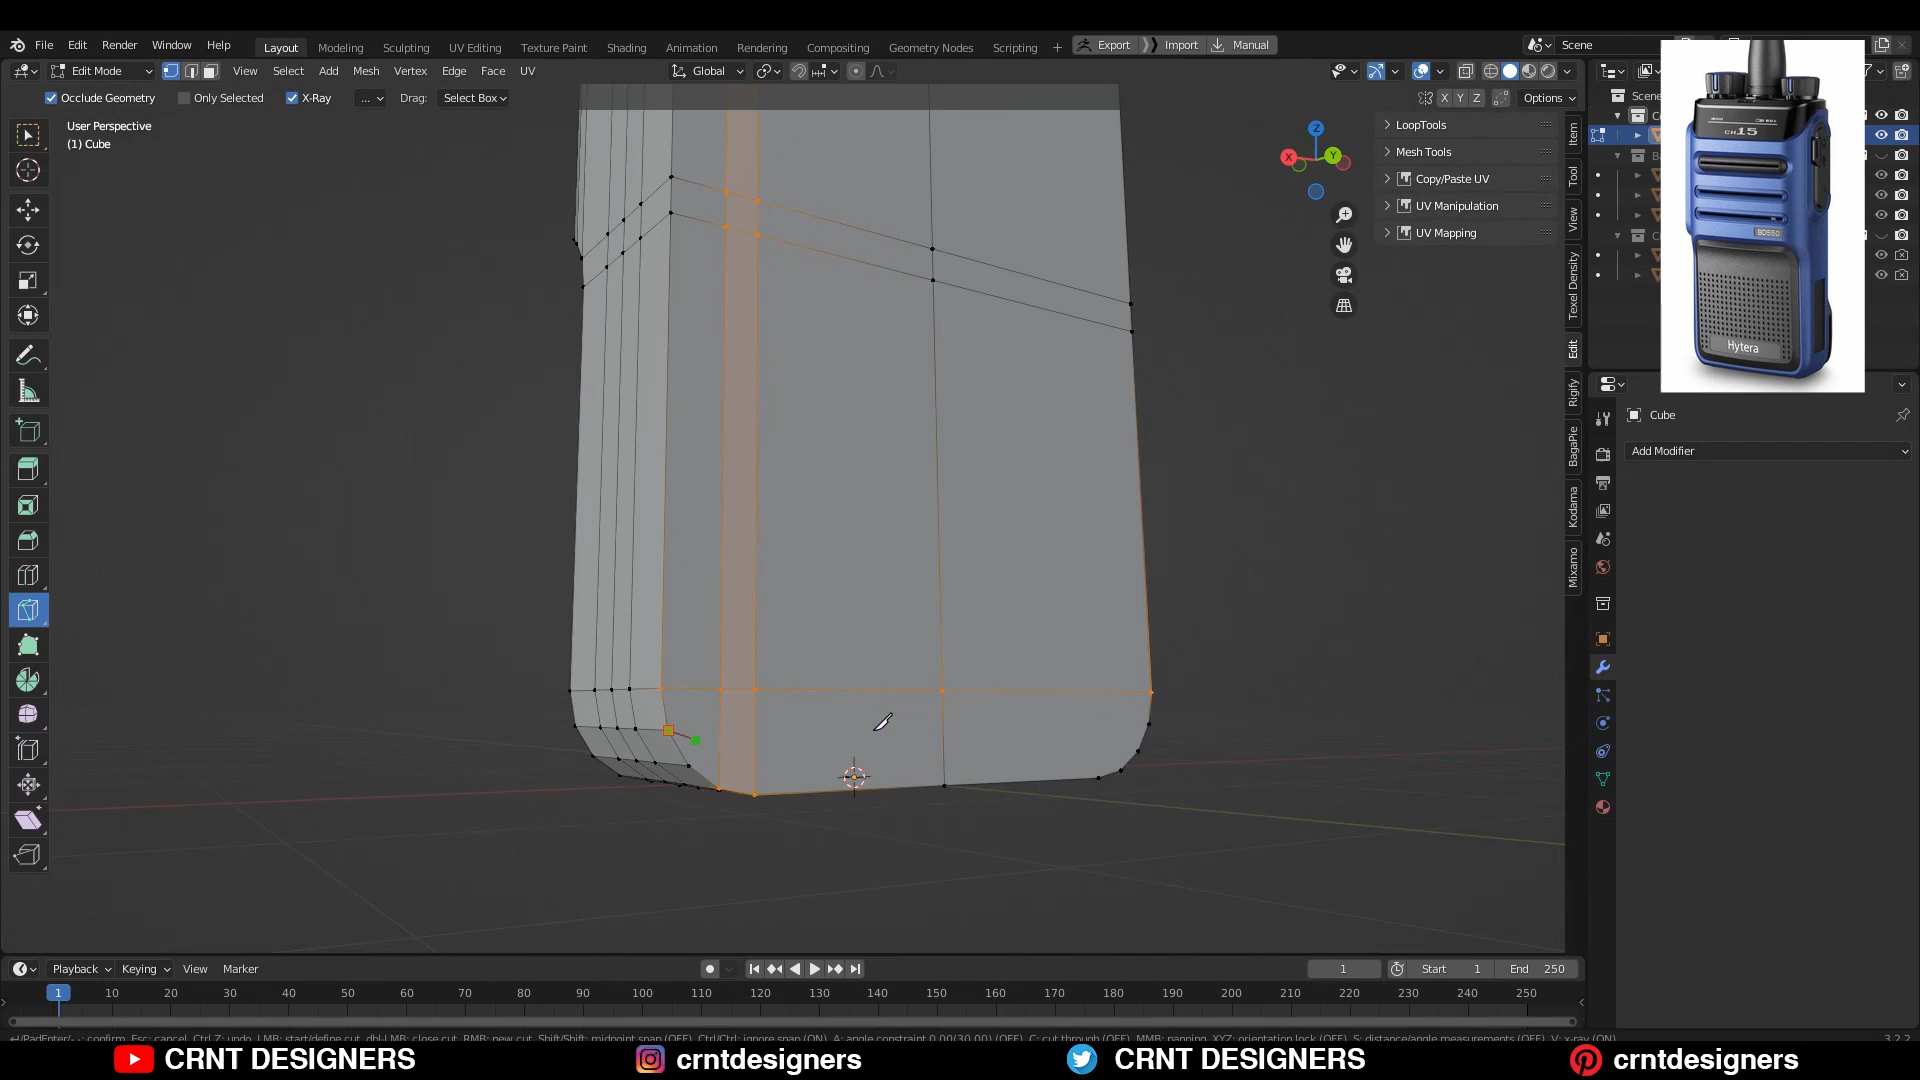 File Edit Render Window Help Layout Modeling Sculpting UV Editing Texture Paint Shading Animation Rendering Compositing Geometry Nodes Scripting + Export Import Manual Scene
Edit Mode View Select Add Mesh Vertex Edge Face UV Global
Occlude Geometry Only Selected X-Ray ... Drag: Select Box X Y Z Options
User Perspective
(1) Cube
LoopTools
Mesh Tools
Copy/Paste UV
UV Manipulation
UV Mapping
Z
X
Y
Item
Tool
View
Texel Density
Edit
Rigify
BagaPie
Kodama
Mixamo
CH15
BD550
Hytera
Cube
Add Modifier
Playback Keying View Marker 1 Start 1 End 250
1 10 20 30 40 50 60 70 80 90 100 110 120 130 140 150 160 170 180 190 200 210 220 230 240 250
3.2.2
CRNT DESIGNERS crntdesigners CRNT DESIGNERS crntdesigners